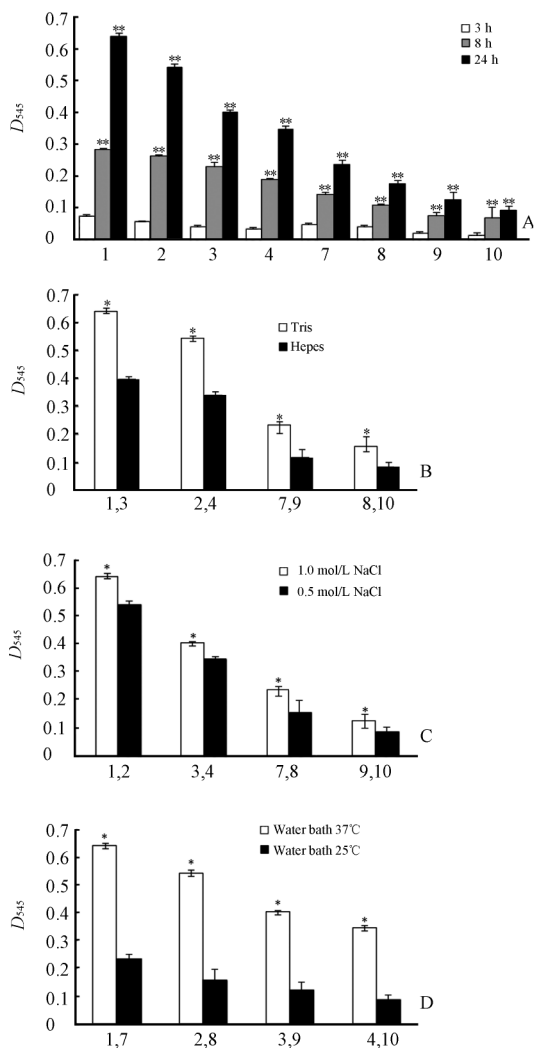 0.7
0.6
0.5
0.4
0.3
0.2
0.1
0
D545
3 h
8 h
24 h
** ** ** ** ** ** ** **
** ** ** ** ** ** ** **
1 2 3 4 7 8 9 10
A
0.7
0.6
0.5
0.4
0.3
0.2
0.1
0
D545
Tris
Hepes
* * * *
1,3 2,4 7,9 8,10
B
0.7
0.6
0.5
0.4
0.3
0.2
0.1
0
D545
1.0 mol/L NaCl
0.5 mol/L NaCl
* * * *
1,2 3,4 7,8 9,10
C
0.7
0.6
0.5
0.4
0.3
0.2
0.1
0
D545
Water bath 37℃
Water bath 25℃
* * * *
1,7 2,8 3,9 4,10
D